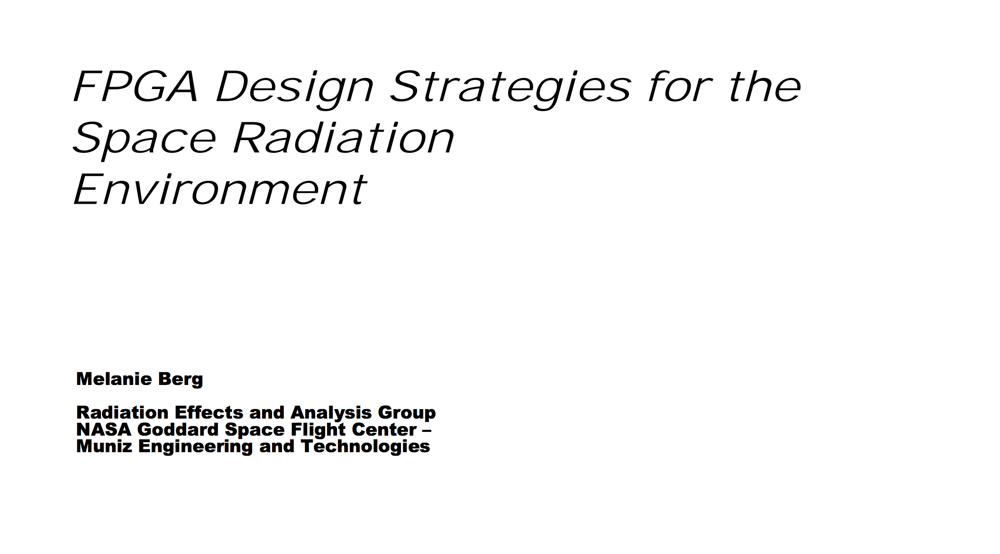 FPGA Design Strategies for the
Space Radiation
Environment
Melanie Berg
Radiation Effects and Analysis Group
NASA Goddard Space Flight Center –
Muniz Engineering and Technologies